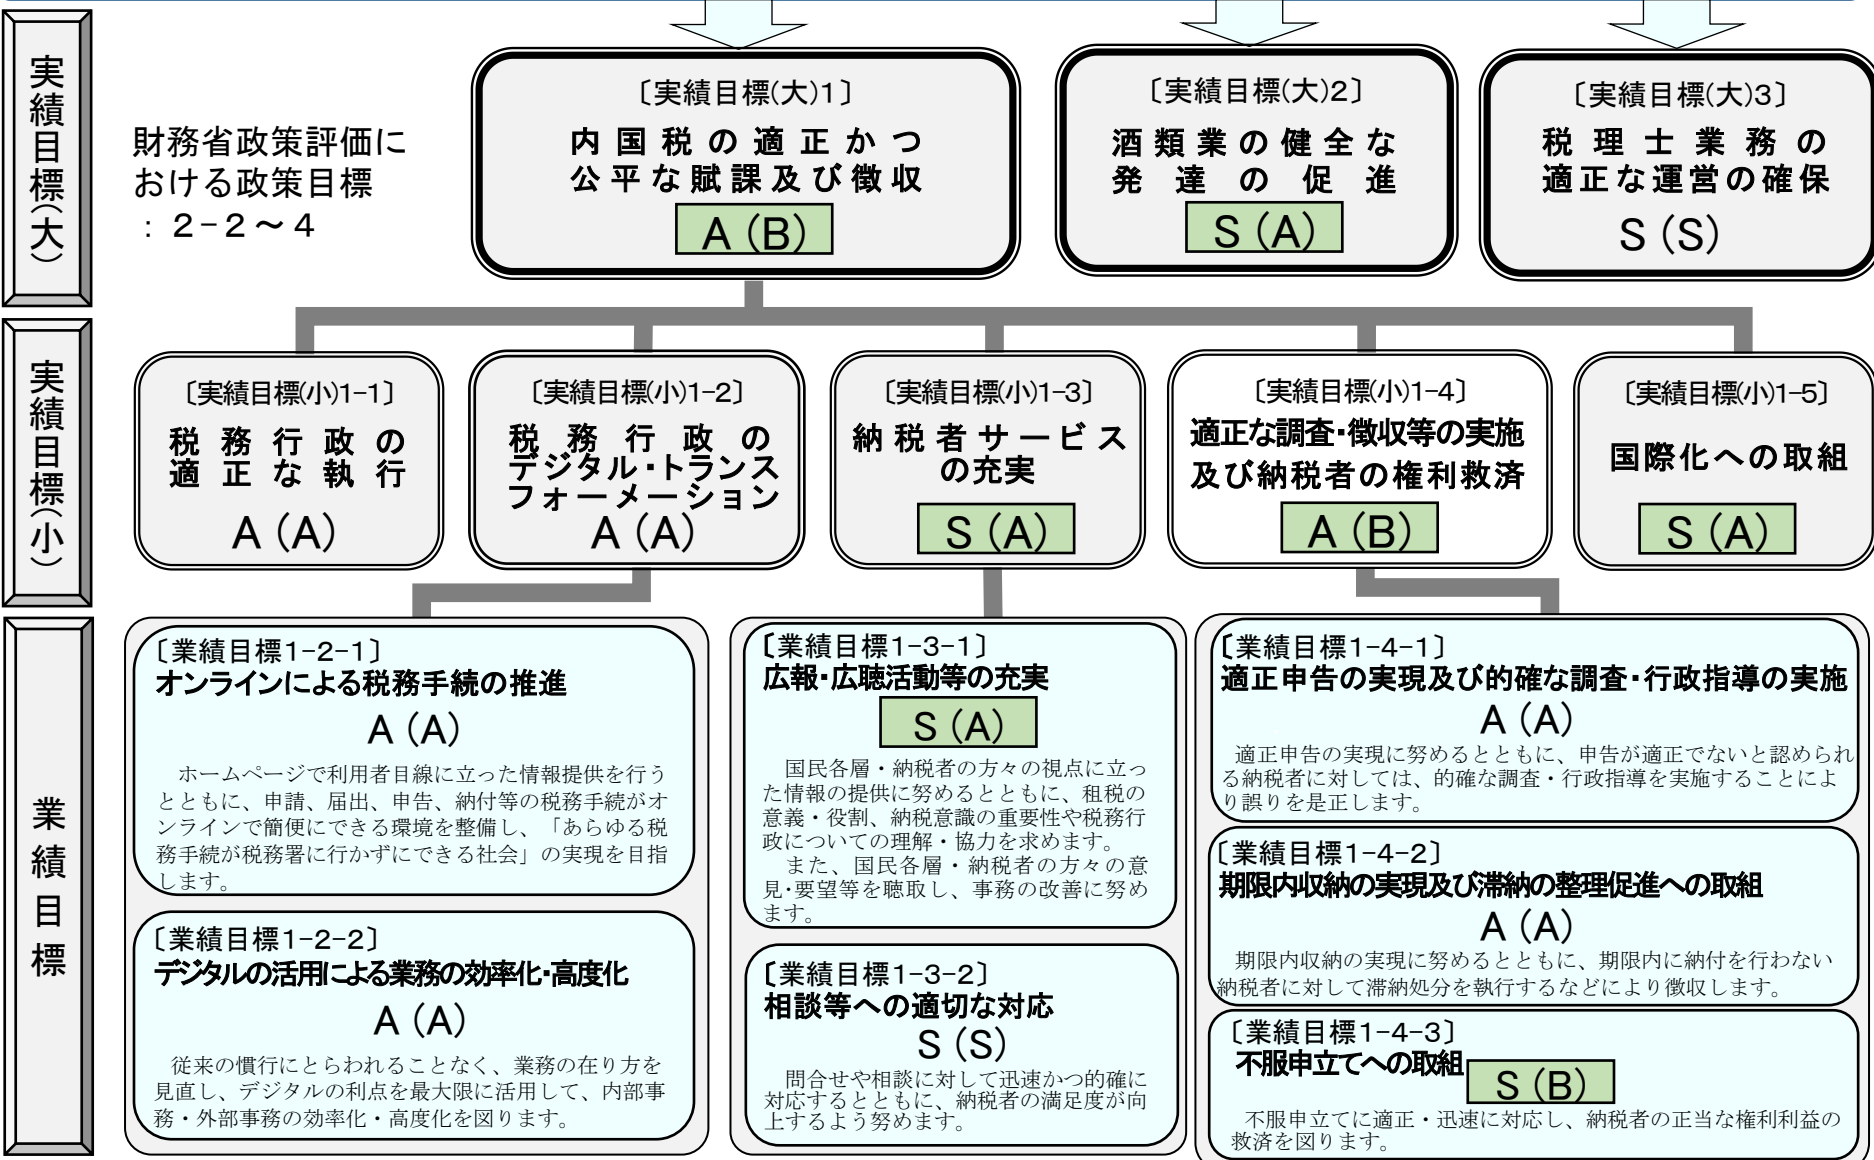 実績目標(大)
財務省政策評価に
おける政策目標
：２－２～４
〔実績目標(大)1〕
内国税の適正かつ
公平な賦課及び徴収
A（B）
〔実績目標(大)2〕
酒類業の健全な
発達の促進
S（A）
〔実績目標(大)3〕
税理士業務の
適正な運営の確保
S（S）
実績目標(小)
〔実績目標(小)1-1〕
税務行政の
適正な執行
A（A）
〔実績目標(小)1-2〕
税務行政の
デジタル・トランス
フォーメーション
A（A）
〔実績目標(小)1-3〕
納税者サービス
の充実
S（A）
〔実績目標(小)1-4〕
適正な調査・徴収等の実施
及び納税者の権利救済
A（B）
〔実績目標(小)1-5〕
国際化への取組
S（A）
業績目標
〔業績目標1-2-1〕
オンラインによる税務手続の推進
A（A）
ホームページで利用者目線に立った情報提供を行う
とともに、申請、届出、申告、納付等の税務手続がオ
ンラインで簡便にできる環境を整備し、「あらゆる税
務手続が税務署に行かずにできる社会」の実現を目指
します。
〔業績目標1-2-2〕
デジタルの活用による業務の効率化・高度化
A（A）
従来の慣行にとらわれることなく、業務の在り方を
見直し、デジタルの利点を最大限に活用して、内部事
務・外部事務の効率化・高度化を図ります。
〔業績目標1-3-1〕
広報・広聴活動等の充実
S（A）
国民各層・納税者の方々の視点に立っ
た情報の提供に努めるとともに、租税の
意義・役割、納税意識の重要性や税務行
政についての理解・協力を求めます。
また、国民各層・納税者の方々の意
見・要望等を聴取し、事務の改善に努め
ます。
〔業績目標1-3-2〕
相談等への適切な対応
S（S）
問合せや相談に対して迅速かつ的確に
対応するとともに、納税者の満足度が向
上するよう努めます。
〔業績目標1-4-1〕
適正申告の実現及び的確な調査・行政指導の実施
A（A）
適正申告の実現に努めるとともに、申告が適正でないと認められ
る納税者に対しては、的確な調査・行政指導を実施することによ
り誤りを是正します。
〔業績目標1-4-2〕
期限内収納の実現及び滞納の整理促進への取組
A（A）
期限内収納の実現に努めるとともに、期限内に納付を行わない
納税者に対して滞納処分を執行するなどにより徴収します。
〔業績目標1-4-3〕
不服申立てへの取組
S（B）
不服申立てに適正・迅速に対応し、納税者の正当な権利利益の
救済を図ります。